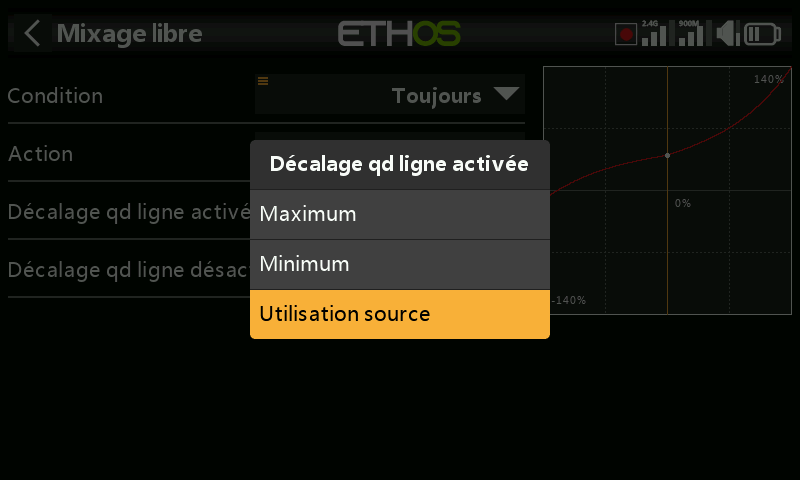 Mixage libre
ETHOS
2.4G
900M
Condition
Toujours
140%
Action
Décalage qd ligne activée
Maximum
0%
Décalage qd ligne activé
Minimum
Décalage qd ligne désac
-140%
Utilisation source